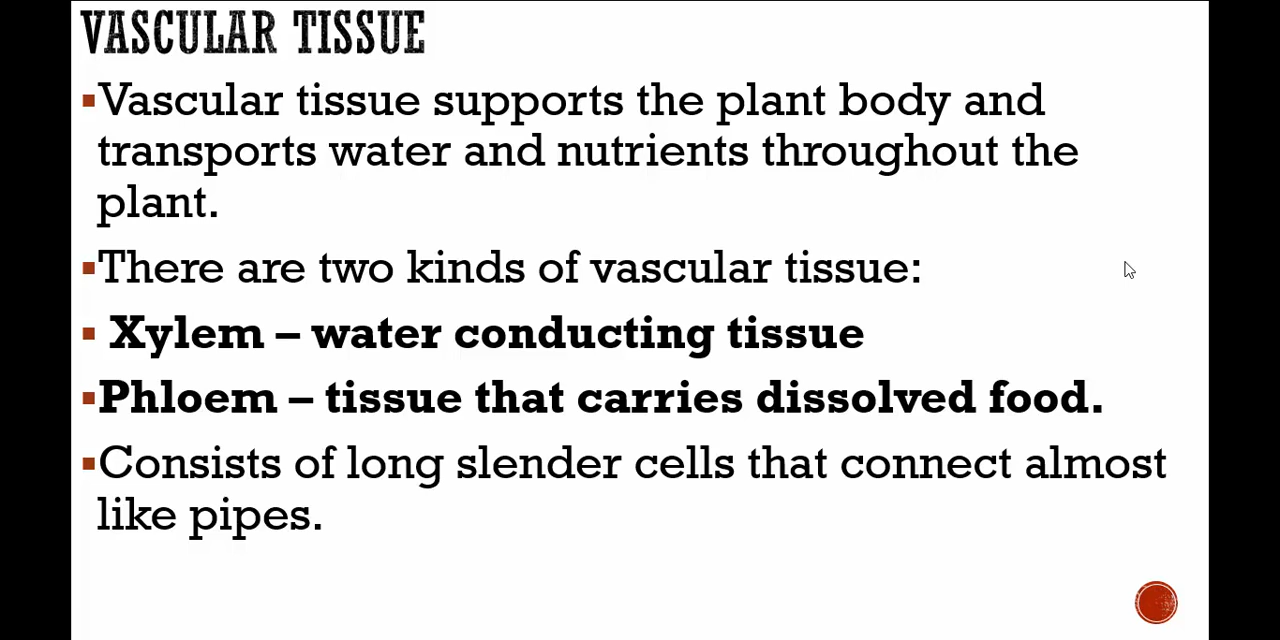 VASCULAR TISSUE
▪Vascular tissue supports the plant body and
transports water and nutrients throughout the
plant.
▪There are two kinds of vascular tissue:
▪ Xylem – water conducting tissue
▪Phloem – tissue that carries dissolved food.
▪Consists of long slender cells that connect almost
like pipes.